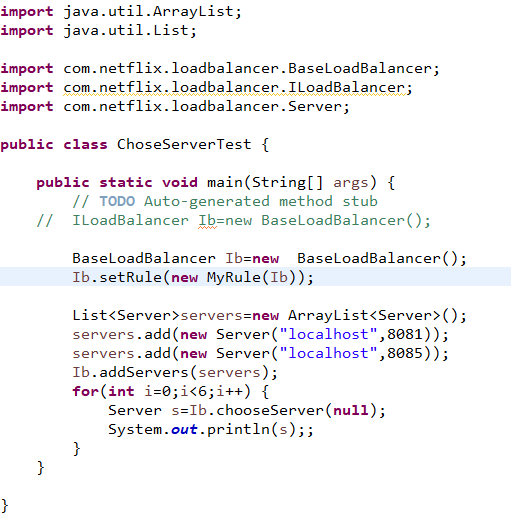 import java.util.ArrayList;
import java.util.List;
import com.netflix.loadbalancer.BaseLoadBalancer;
import com.netflix.loadbalancer.ILoadBalancer;
import com.netflix.loadbalancer.Server;
public class ChoseServerTest {
public static void main(String[] args) {
// TODO Auto-generated method stub
// ILoadBalancer Ib=new BaseLoadBalancer();
BaseLoadBalancer Ib=new  BaseLoadBalancer();
Ib.setRule(new MyRule(Ib));
List<Server>servers=new ArrayList<Server>();
servers.add(new Server("localhost",8081));
servers.add(new Server("localhost",8085));
Ib.addServers(servers);
for(int i=0;i<6;i++) {
Server s=Ib.chooseServer(null);
System.out.println(s);;
}
}
}